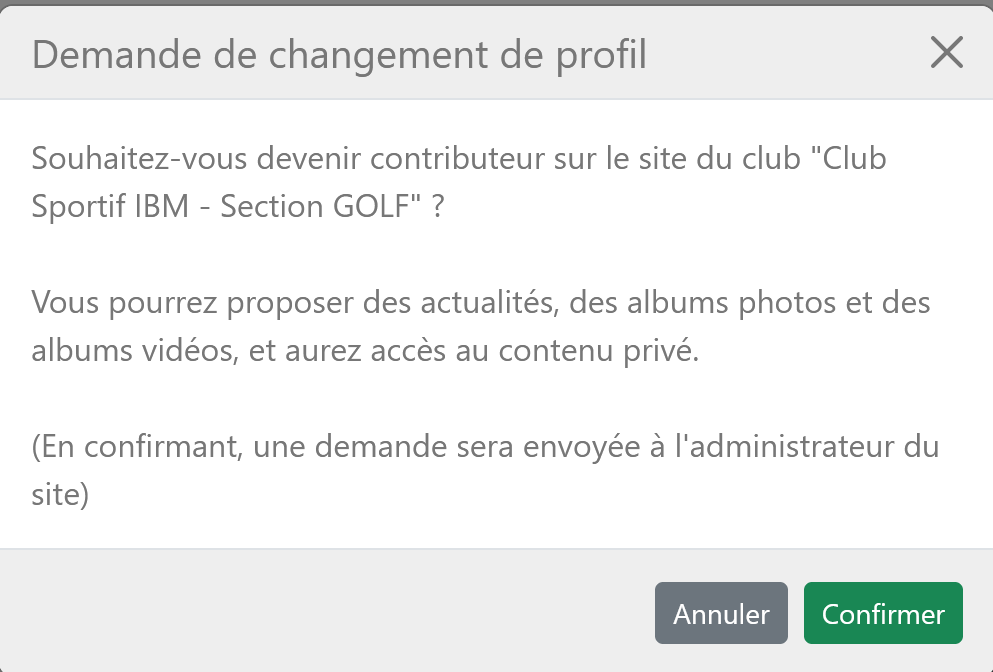 Demande de changement de profil
Souhaitez-vous devenir contributeur sur le site du club "Club
Sportif IBM - Section GOLF" ?
Vous pourrez proposer des actualités, des albums photos et des
albums vidéos, et aurez accès au contenu privé.
(En confirmant, une demande sera envoyée à l'administrateur du
site)
Annuler
Confirmer